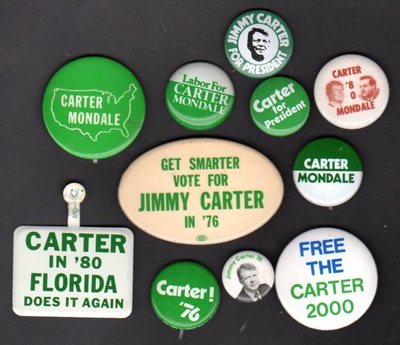 JIMMY CARTER
FOR PRESIDENT
CARTER
MONDALE
Labor For
CARTER
MONDALE
Carter
for
President
CARTER
'8 0
MONDALE
GET SMARTER
VOTE FOR
JIMMY CARTER
IN '76
CARTER
MONDALE
CARTER
IN '80
FLORIDA
DOES IT AGAIN
Carter!
'76
Jimmy Carter '76
FREE
THE
CARTER
2000